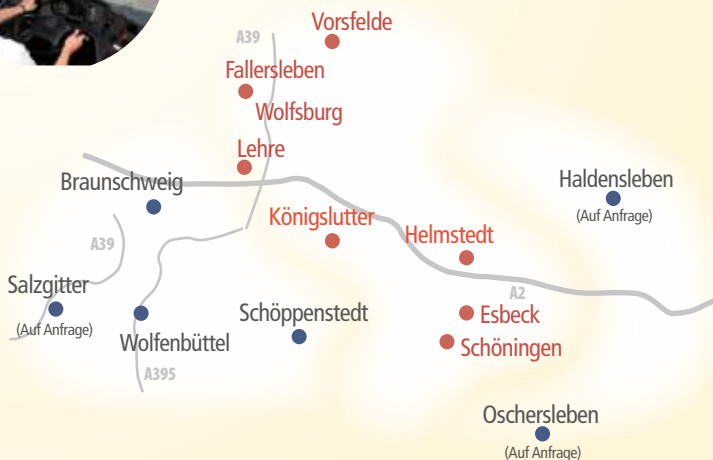 Vorsfelde
A39
Fallersleben
Wolfsburg
Lehre
Braunschweig
Haldensleben
(Auf Anfrage)
Königslutter
Helmstedt
A39
Salzgitter
(Auf Anfrage)
A2
Schöppenstedt
Esbeck
Wolfenbüttel
Schöningen
A395
Oschersleben
(Auf Anfrage)